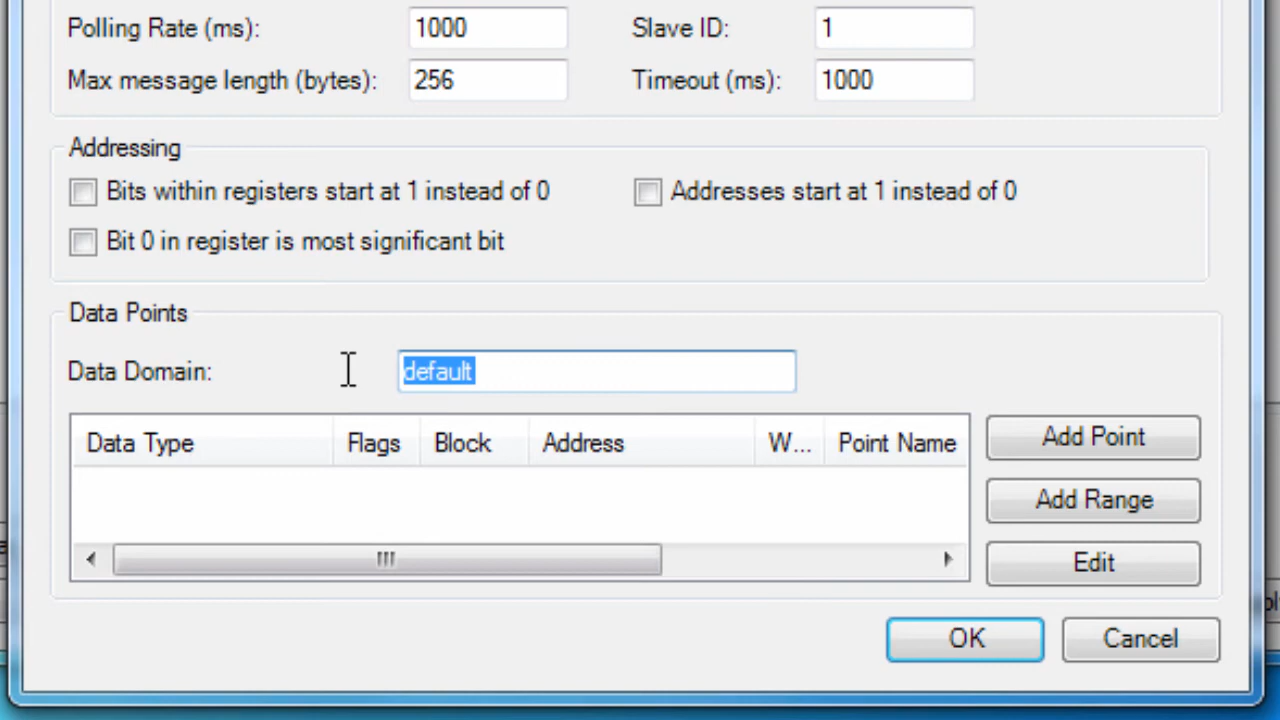 Polling Rate (ms): 1000 Slave ID: 1
Max message length (bytes): 256 Timeout (ms): 1000
Addressing
Bits within registers start at 1 instead of 0 Addresses start at 1 instead of 0
Bit 0 in register is most significant bit
Data Points
Data Domain: default
Data Type Flags Block Address W... Point Name
Add Point
Add Range
Edit
OK Cancel